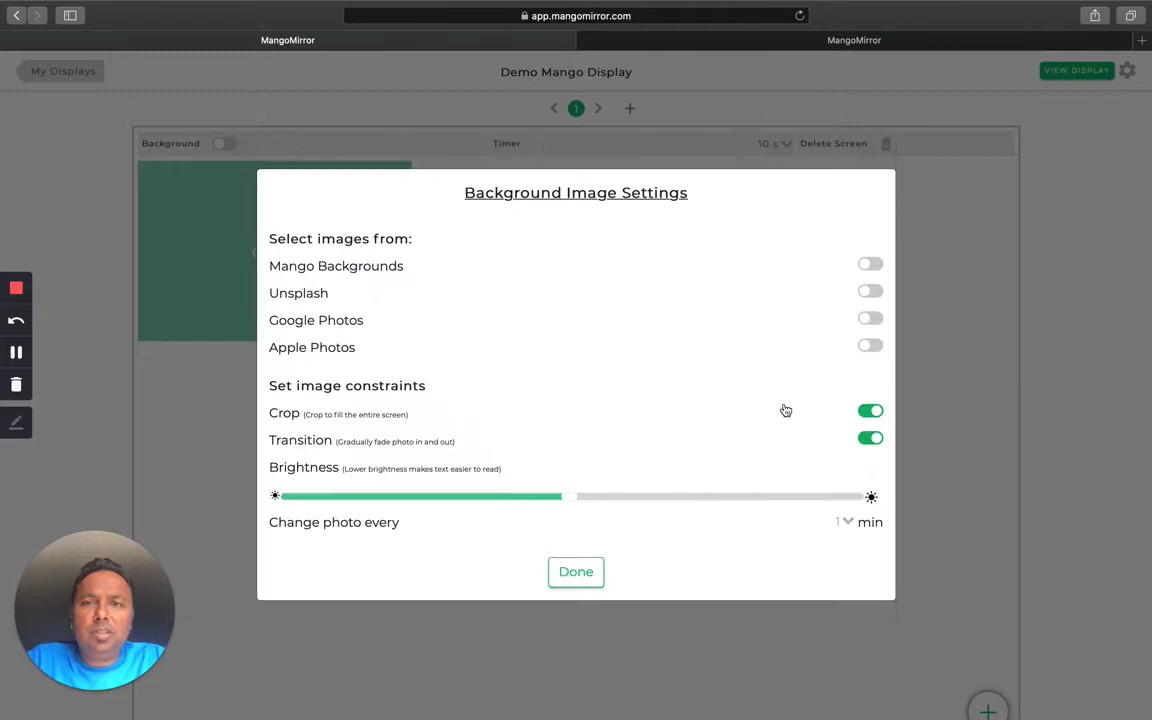 app.mangomirror.com
MangoMirror
MangoMirror
My Displays
Demo Mango Display
VIEW DISPLAY
1
Background
Timer
10 s
Delete Screen
Background Image Settings
Select images from:
Mango Backgrounds
Unsplash
Google Photos
Apple Photos
Set image constraints
Crop (Crop to fill the entire screen)
Transition (Gradually fade photo in and out)
Brightness (Lower brightness makes text easier to read)
Change photo every
1 min
Done